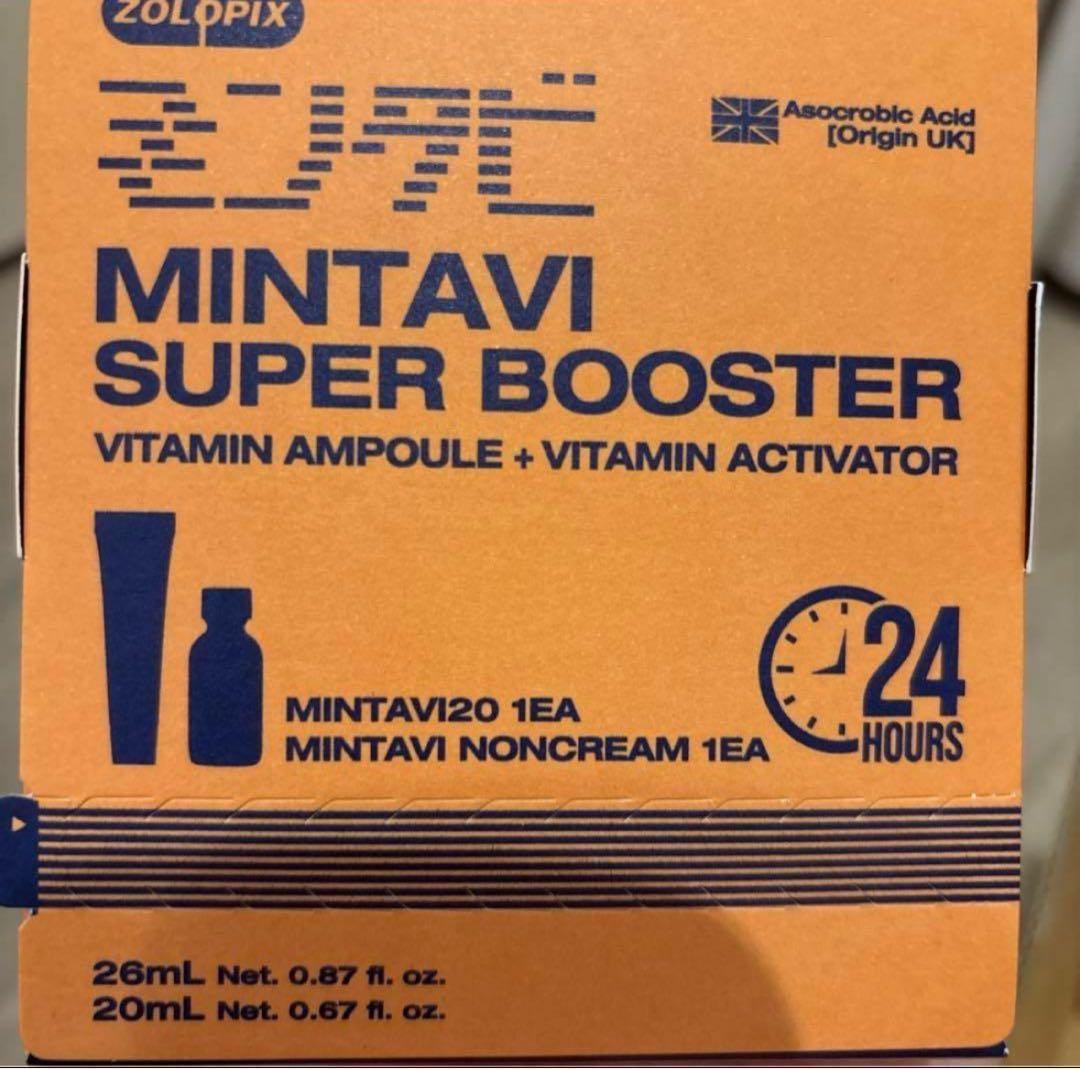 ZOLOPIX
Asocrobic Acid
[Origin UK]
MINTAVI
SUPER BOOSTER
VITAMIN AMPOULE + VITAMIN ACTIVATOR
MINTAVI20 1EA
MINTAVI NONCREAM 1EA
24
HOURS
26mL Net. 0.87 fl. oz.
20mL Net. 0.67 fl. oz.